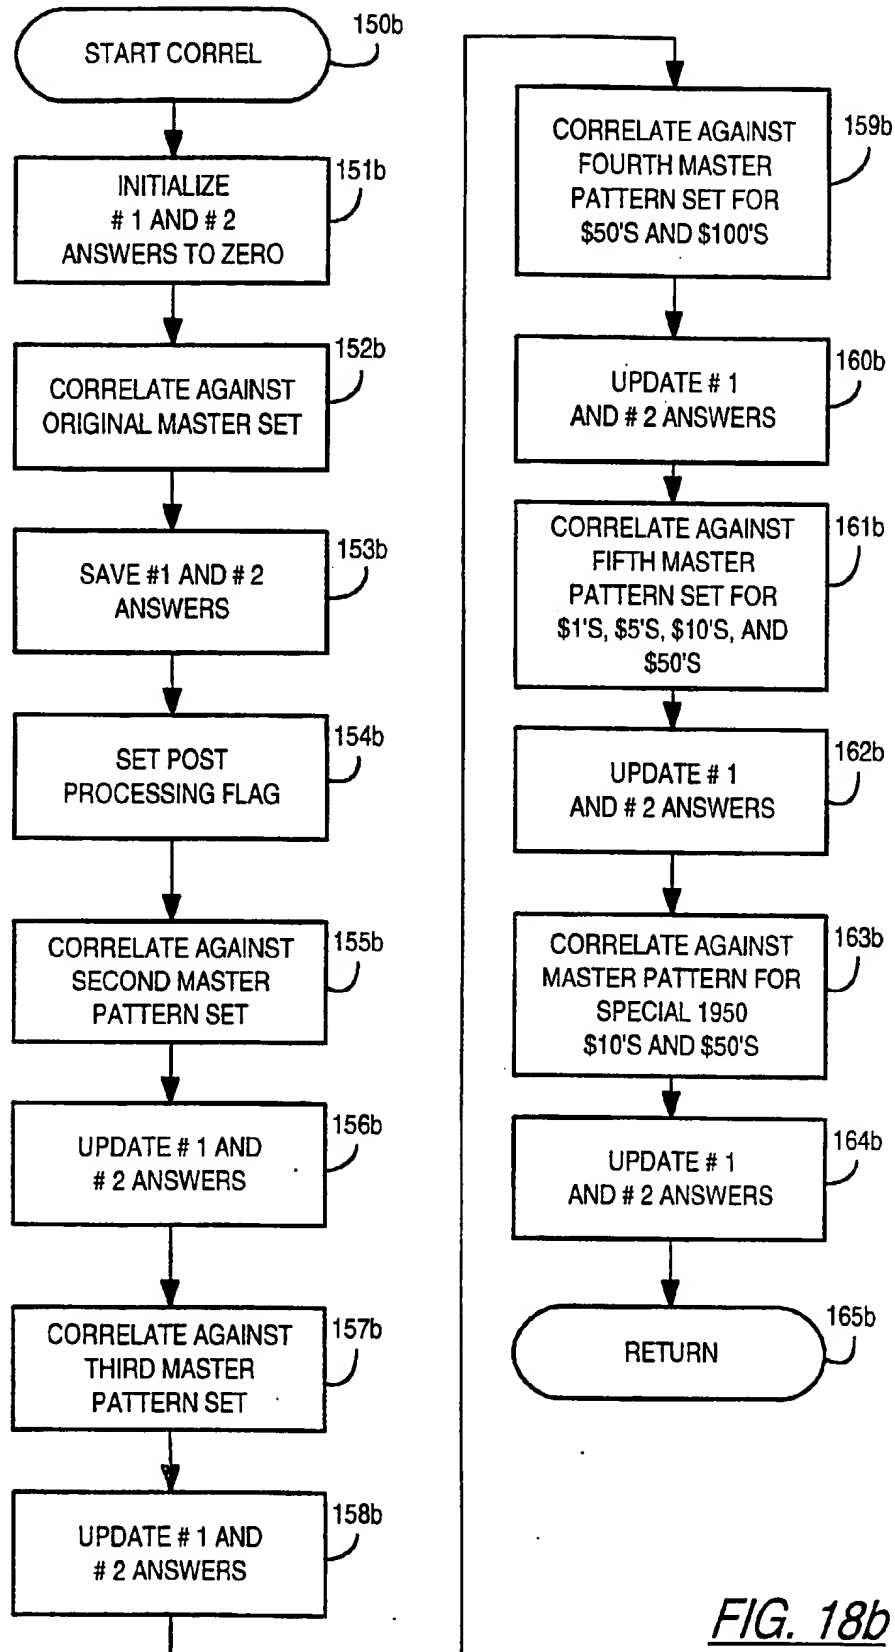 START CORREL
150b
INITIALIZE
# 1 AND # 2
ANSWERS TO ZERO
151b
CORRELATE AGAINST
ORIGINAL MASTER SET
152b
SAVE #1 AND # 2
ANSWERS
153b
SET POST
PROCESSING FLAG
154b
CORRELATE AGAINST
SECOND MASTER
PATTERN SET
155b
UPDATE # 1 AND
# 2 ANSWERS
156b
CORRELATE AGAINST
THIRD MASTER
PATTERN SET
157b
UPDATE # 1 AND
# 2 ANSWERS
158b
CORRELATE AGAINST
FOURTH MASTER
PATTERN SET FOR
$50'S AND $100'S
159b
UPDATE # 1
AND # 2 ANSWERS
160b
CORRELATE AGAINST
FIFTH MASTER
PATTERN SET FOR
$1'S, $5'S, $10'S, AND
$50'S
161b
UPDATE # 1
AND # 2 ANSWERS
162b
CORRELATE AGAINST
MASTER PATTERN FOR
SPECIAL 1950
$10'S AND $50'S
163b
UPDATE # 1
AND # 2 ANSWERS
164b
RETURN
165b
FIG. 18b